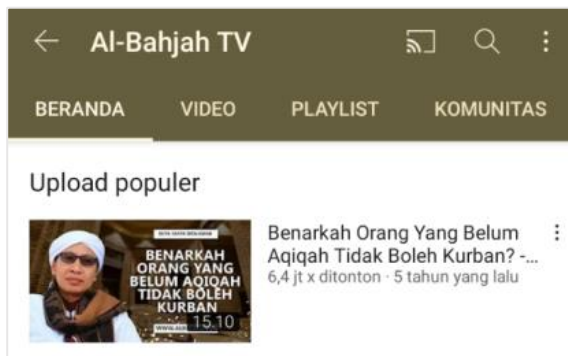 Al-Bahjah TV
BERANDA VIDEO PLAYLIST KOMUNITAS
Upload populer
BENARKAH
ORANG YANG
BELUM AQIQAH
TIDAK BOLEH
KURBAN
15.10
Benarkah Orang Yang Belum
Aqiqah Tidak Boleh Kurban? -...
6,4 jt x ditonton · 5 tahun yang lalu